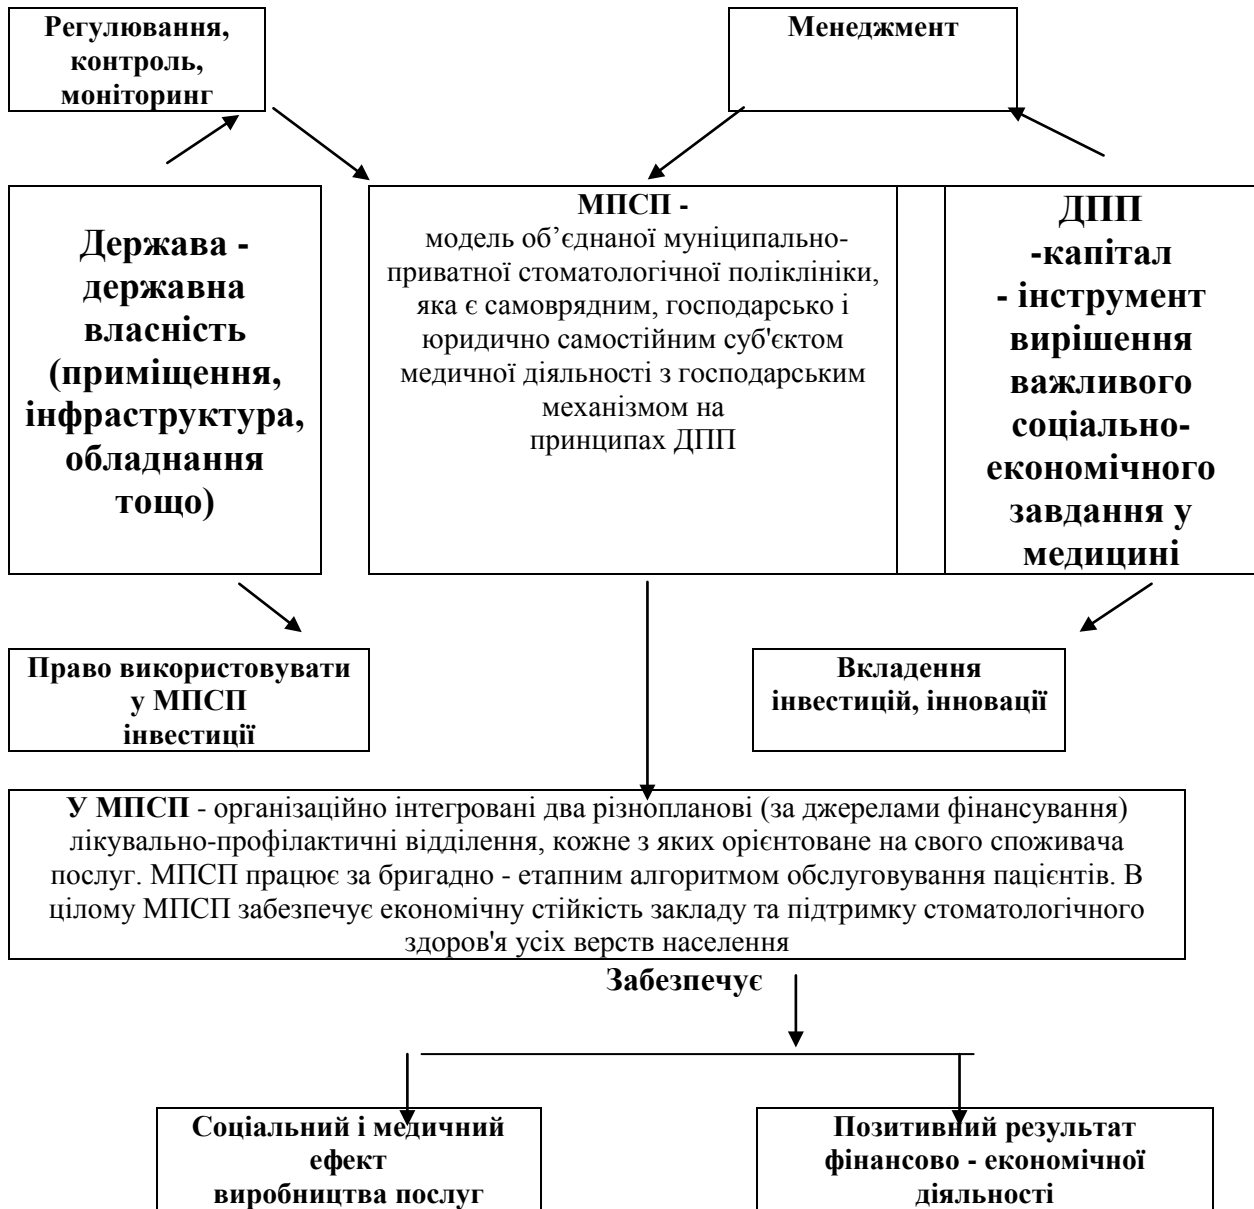 Регулювання,
контроль,
моніторинг
Менеджмент
Держава -
державна
власність
(приміщення,
інфраструктура,
обладнання
тощо)
МПСП -
модель об’єднаної муніципально-
приватної стоматологічної поліклініки,
яка є самоврядним, господарсько і
юридично самостійним суб'єктом
медичної діяльності з господарським
механізмом на
принципах ДПП
ДПП
-капітал
- інструмент
вирішення
важливого
соціально-
економічного
завдання у
медицині
Право використовувати
у МПСП
інвестиції
Вкладення
інвестицій, інновації
У МПСП - організаційно інтегровані два різнопланові (за джерелами фінансування)
лікувально-профілактичні відділення, кожне з яких орієнтоване на свого споживача
послуг. МПСП працює за бригадно - етапним алгоритмом обслуговування пацієнтів. В
цілому МПСП забезпечує економічну стійкість закладу та підтримку стоматологічного
здоров'я усіх верств населення
Забезпечує
Соціальний і медичний
ефект
виробництва послуг
Позитивний результат
фінансово - економічної
діяльності